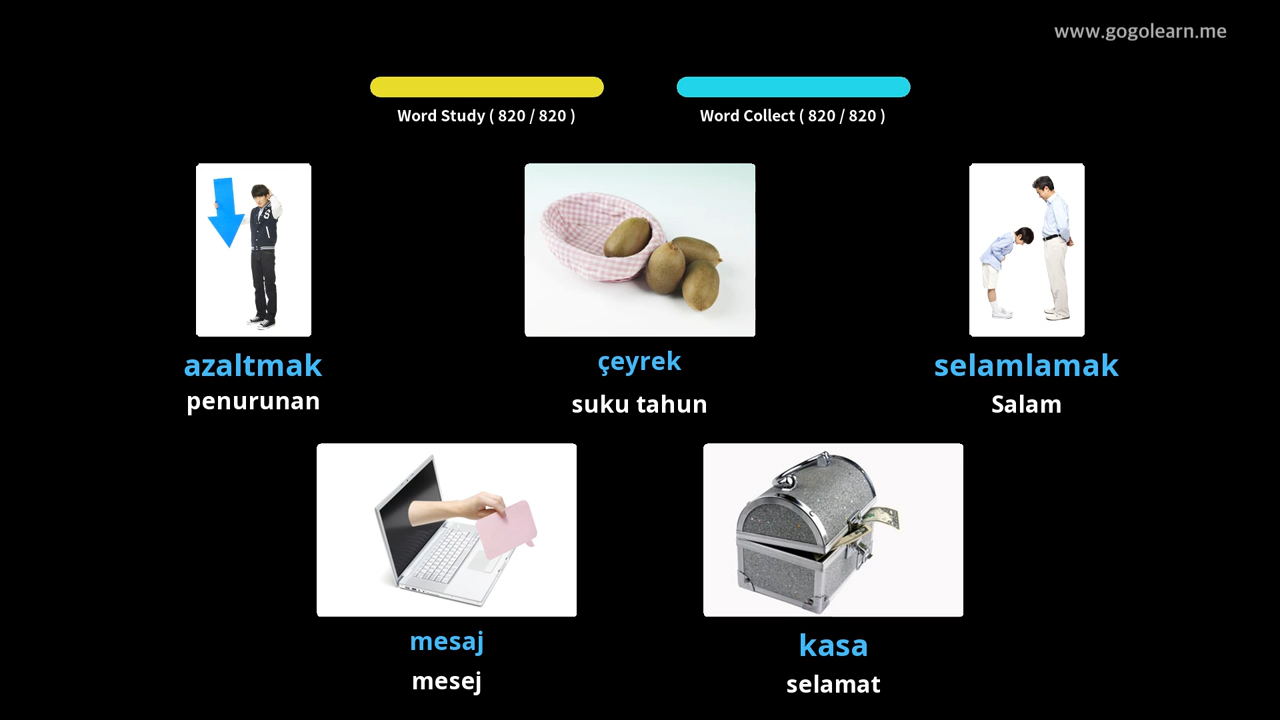 www.gogolearn.me
Word Study ( 820 / 820 )
Word Collect ( 820 / 820 )
azaltmak
penurunan
çeyrek
suku tahun
selamlamak
Salam
mesaj
mesej
kasa
selamat